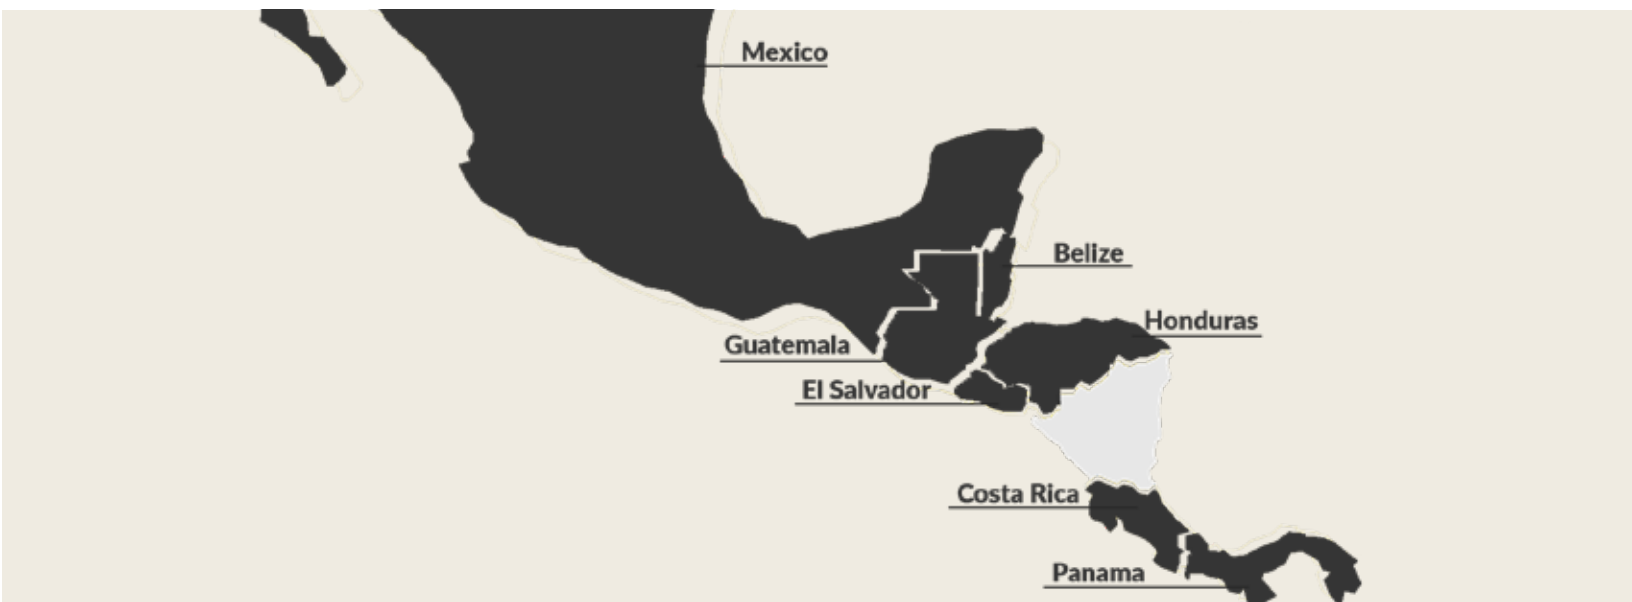 Mexico
Belize
Honduras
Guatemala
El Salvador
Costa Rica
Panama